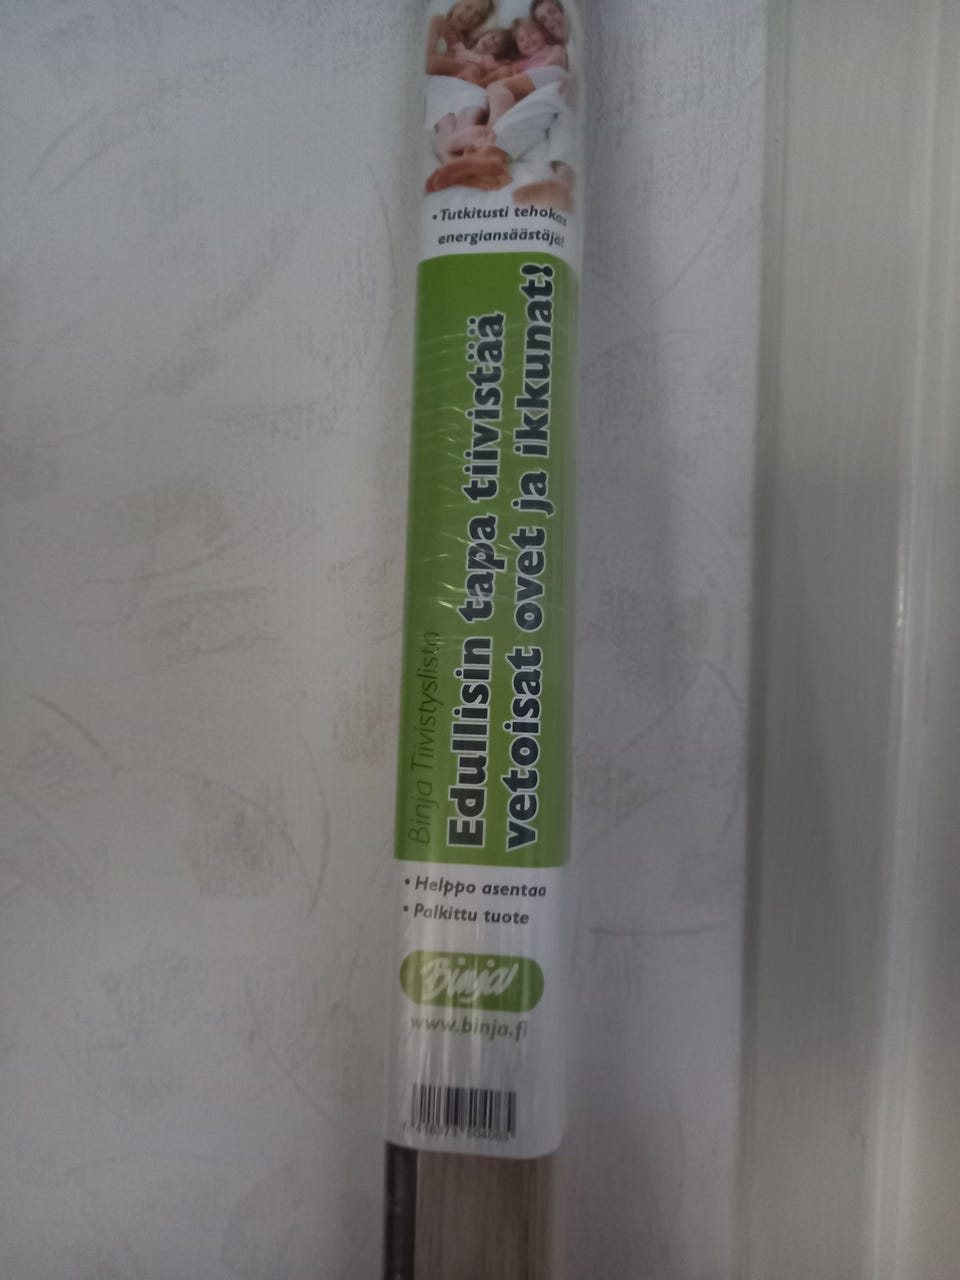 • Tutkitusti tehokas
energiansäästäjä!
Binja Tiivistyslista
Edullisin tapa tiivistää
vetoisat ovet ja ikkunat!
• Helppo asentaa
• Palkittu tuote
Binja
www.binja.fi